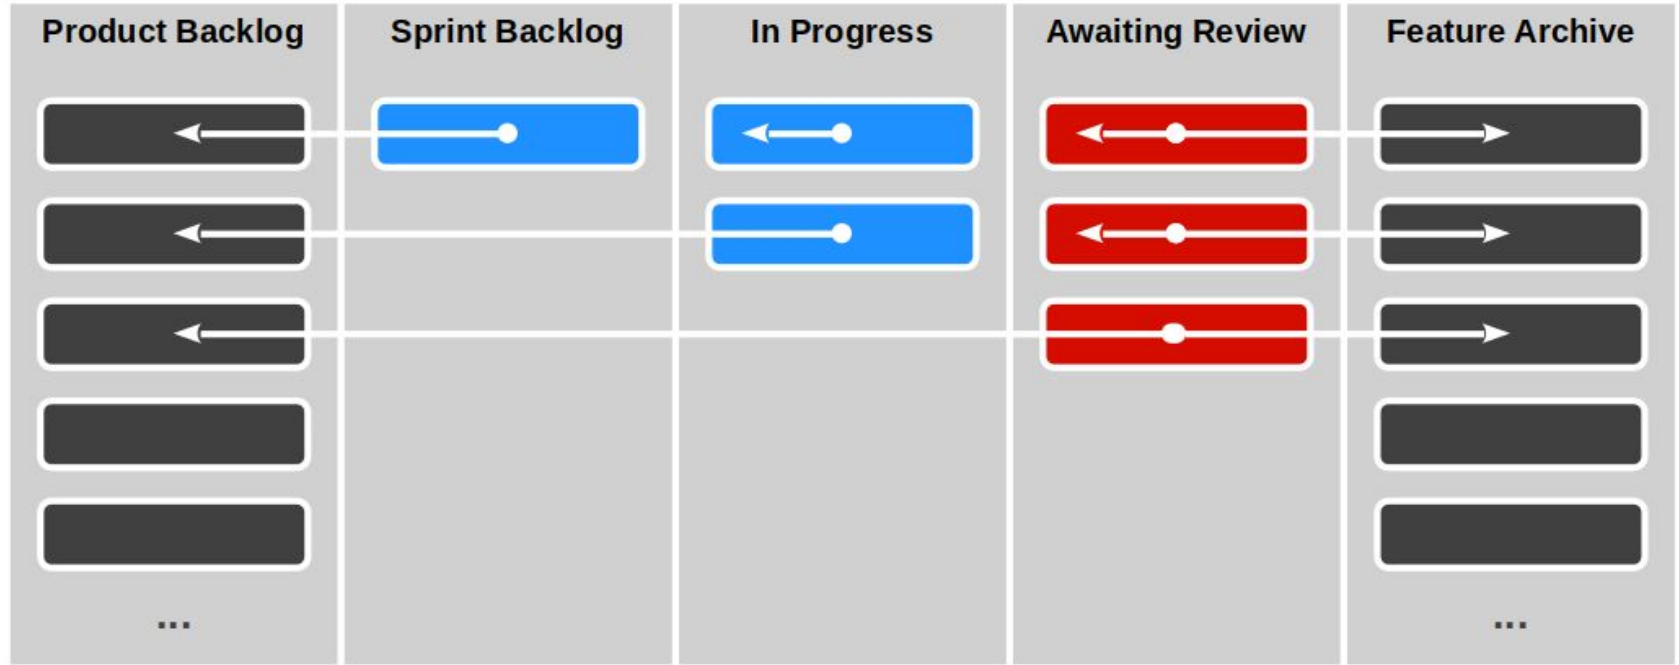 Product Backlog
Sprint Backlog
In Progress
Awaiting Review
Feature Archive
...
...